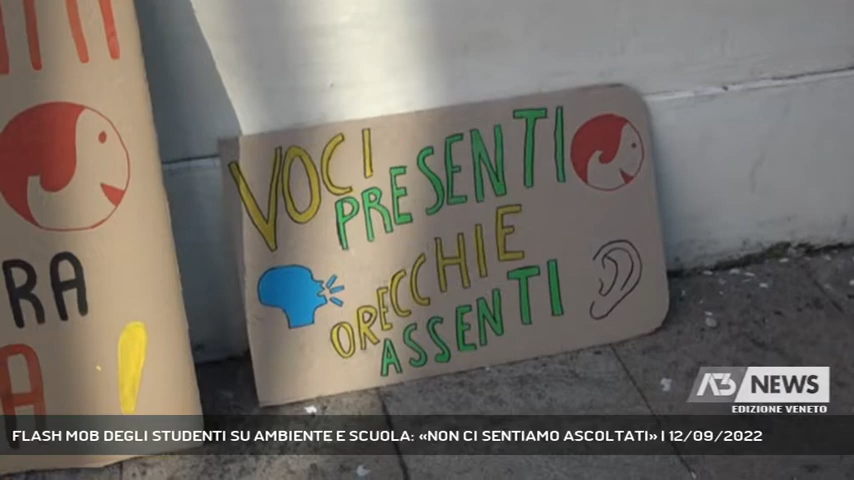 VOCI
PRESENTI
ORECCHIE
ASSENTI
RA
A3 NEWS
EDIZIONE VENETO
FLASH MOB DEGLI STUDENTI SU AMBIENTE E SCUOLA: «NON CI SENTIAMO ASCOLTATI» | 12/09/2022